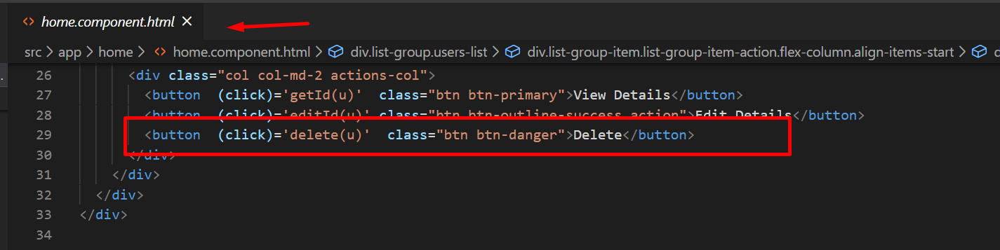 <> home.component.html ×
src > app > home > <> home.component.html > div.list-group.users-list > div.list-group-item.list-group-item-action.flex-column.align-items-start > d
26 <div class="col col-md-2 actions-col">
27 <button  (click)='getId(u)'  class="btn btn-primary">View Details</button>
28 <button  (click)='editId(u)' class="btn btn-outline-success action">Edit Details</button>
29 <button  (click)='delete(u)'  class="btn btn-danger">Delete</button>
30 </div>
31 </div>
32 </div>
33 </div>
34